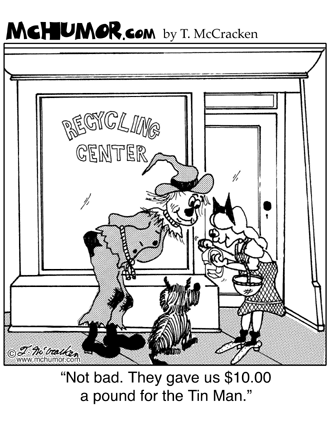 McHUMOR.com by T. McCracken
RECYCLING
CENTER
© T. McCracken
www.mchumor.com
“Not bad. They gave us $10.00
a pound for the Tin Man.”